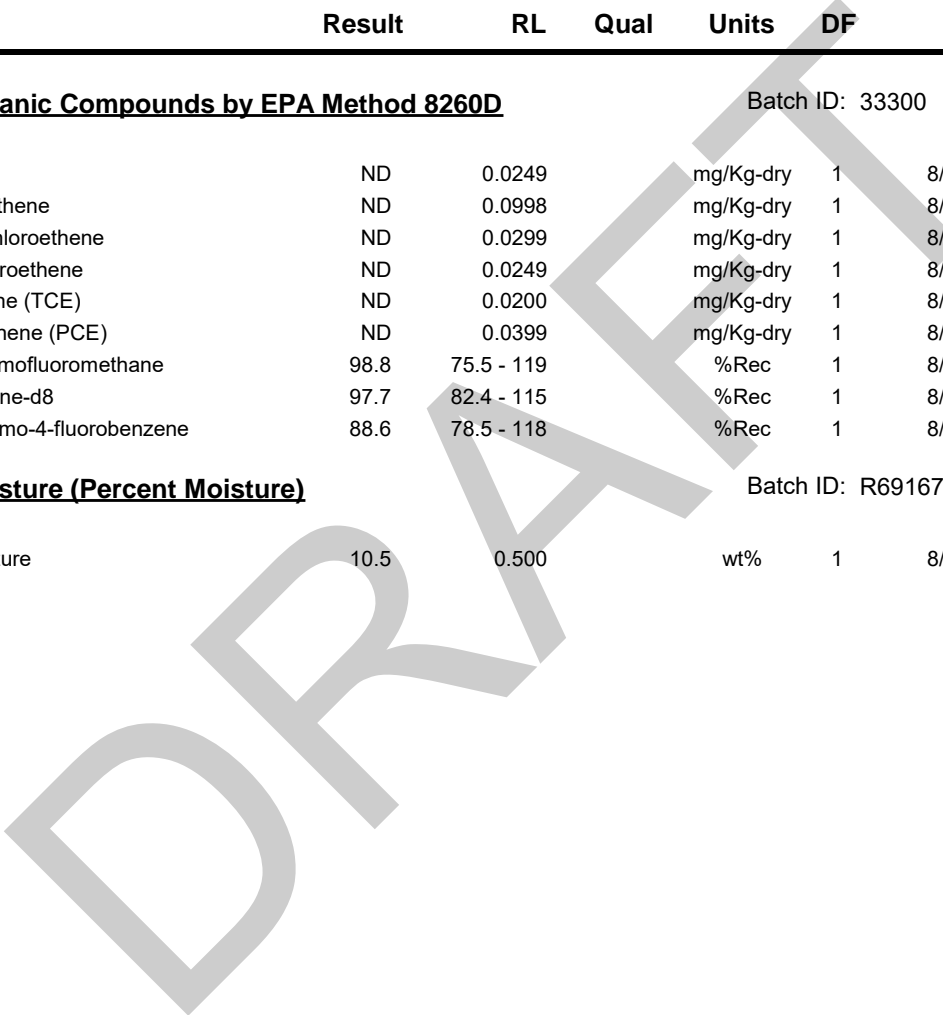 Result RL Qual Units DF
anic Compounds by EPA Method 8260D Batch ID: 33300
ND 0.0249 mg/Kg-dry 1 8/
thene ND 0.0998 mg/Kg-dry 1 8/
hloroethene ND 0.0299 mg/Kg-dry 1 8/
roethene ND 0.0249 mg/Kg-dry 1 8/
ne (TCE) ND 0.0200 mg/Kg-dry 1 8/
hene (PCE) ND 0.0399 mg/Kg-dry 1 8/
mofluoromethane 98.8 75.5 - 119 %Rec 1 8/
ne-d8 97.7 82.4 - 115 %Rec 1 8/
mo-4-fluorobenzene 88.6 78.5 - 118 %Rec 1 8/
sture (Percent Moisture) Batch ID: R69167
ture 10.5 0.500 wt% 1 8/
DRAFT